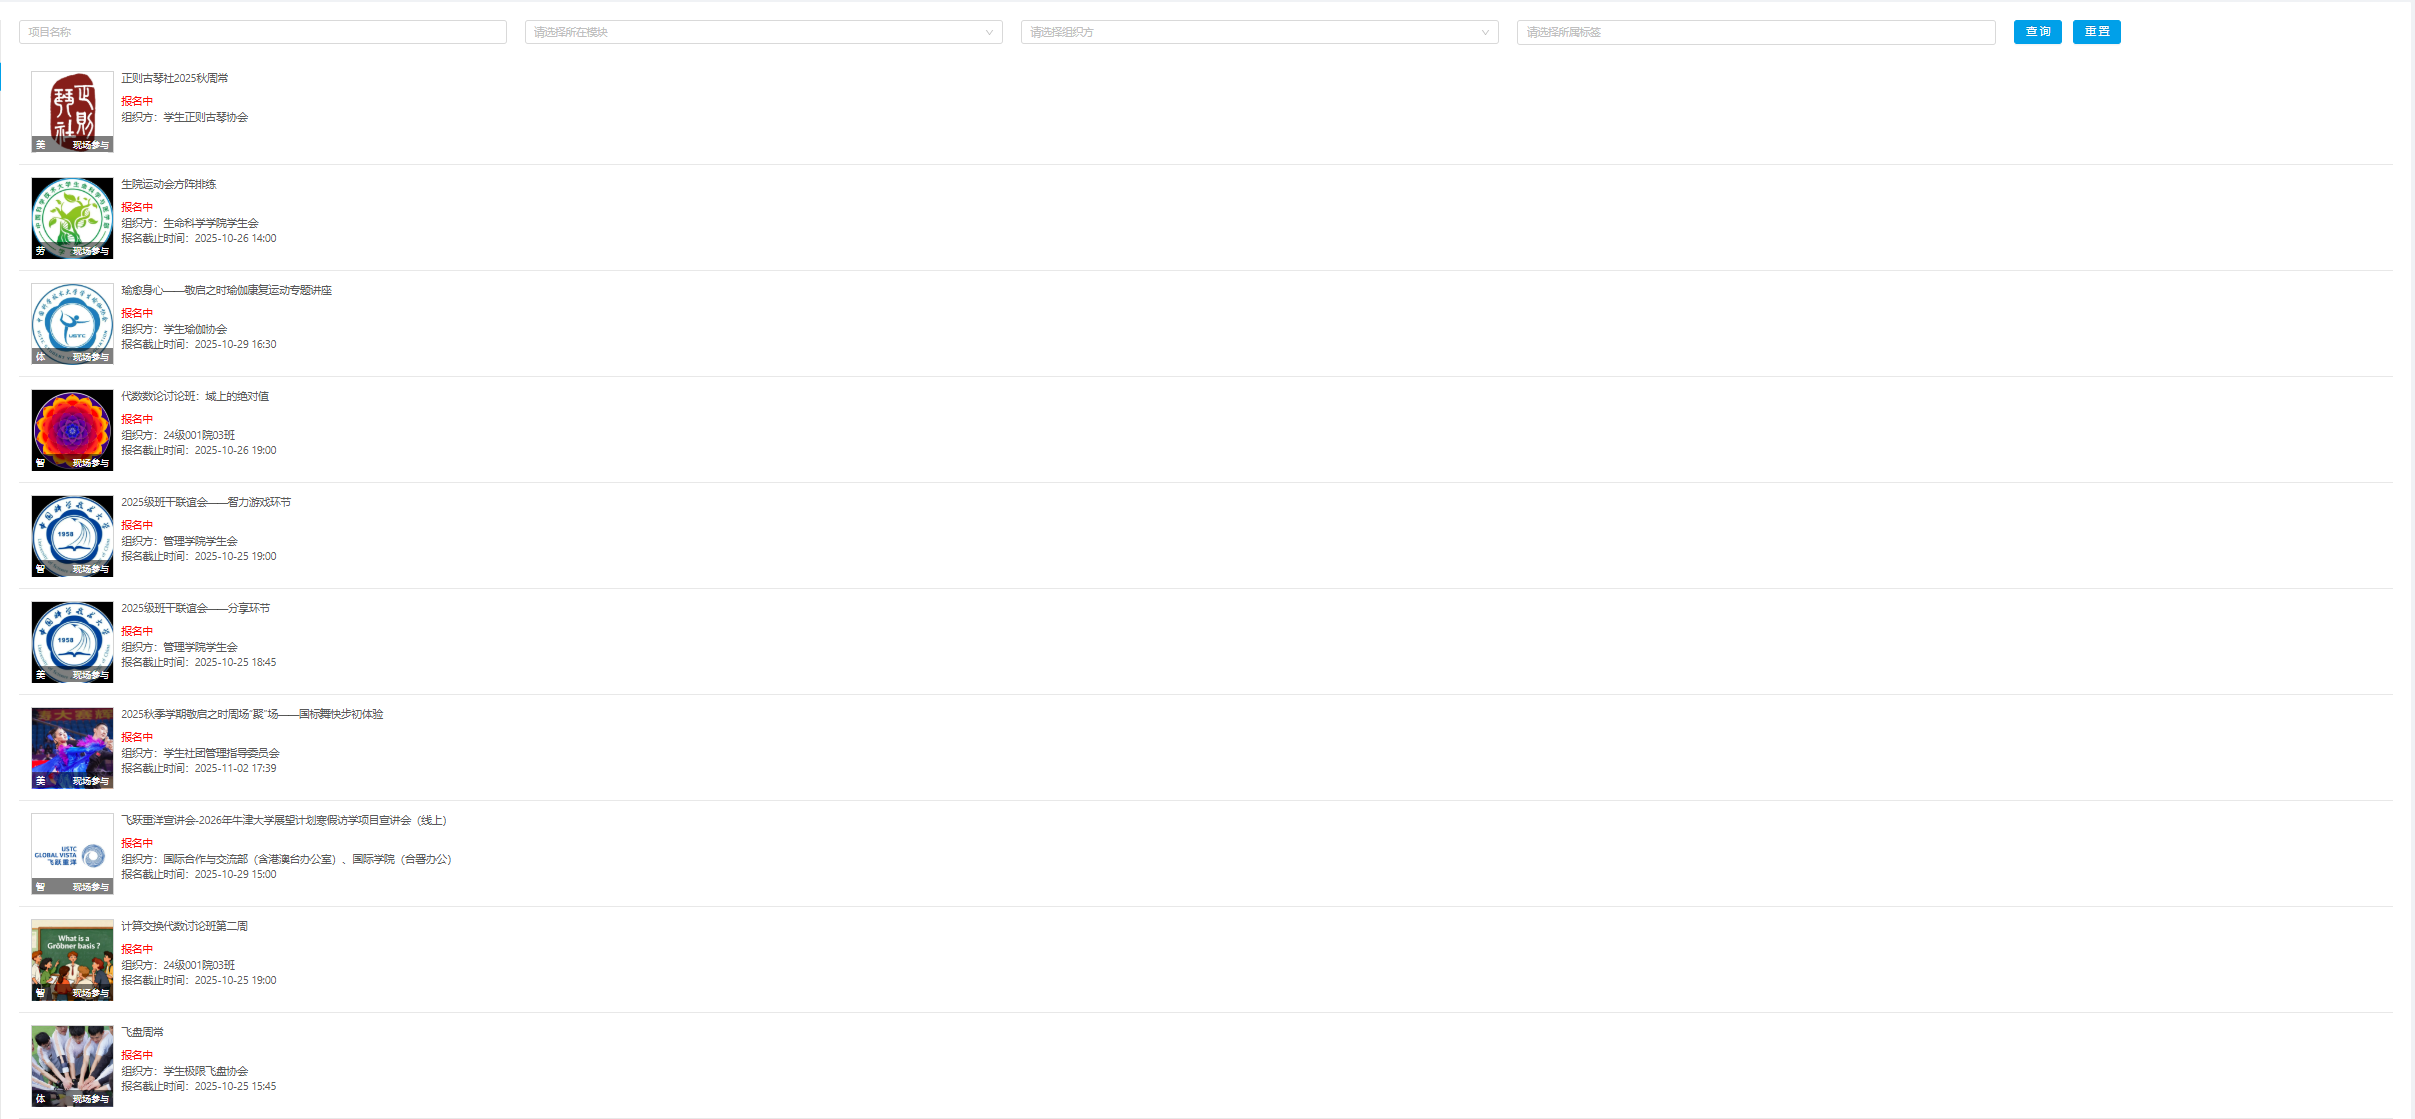 项目名称
请选择所在模块
请选择组织方
请选择所属标签
查 询
重 置
正则古琴社2025秋周常
报名中
组织方：学生正则古琴协会
美 现场参与
生院运动会方阵排练
报名中
组织方：生命科学学院学生会
报名截止时间：2025-10-26 14:00
劳 现场参与
瑜愈身心——敬启之时瑜伽康复运动专题讲座
报名中
组织方：学生瑜伽协会
报名截止时间：2025-10-29 16:30
USTC
体 现场参与
代数数论讨论班：域上的绝对值
报名中
组织方：24级001院03班
报名截止时间：2025-10-26 19:00
智 现场参与
2025级班干联谊会——智力游戏环节
报名中
组织方：管理学院学生会
报名截止时间：2025-10-25 19:00
中国科学技术大学
1958
智 现场参与
2025级班干联谊会——分享环节
报名中
组织方：管理学院学生会
报名截止时间：2025-10-25 18:45
中国科学技术大学
1958
美 现场参与
2025秋季学期敬启之时周场“聚”场——国标舞快步初体验
报名中
组织方：学生社团管理指导委员会
报名截止时间：2025-11-02 17:39
美 现场参与
飞跃重洋宣讲会-2026年牛津大学展望计划寒假访学项目宣讲会（线上）
报名中
组织方：国际合作与交流部（含港澳台办公室）、国际学院（合署办公）
报名截止时间：2025-10-29 15:00
USTC
GLOBAL VISTA
飞跃重洋
智 现场参与
计算交换代数讨论班第二周
报名中
组织方：24级001院03班
报名截止时间：2025-10-25 19:00
What is a
Gröbner basis ?
智 现场参与
飞盘周常
报名中
组织方：学生极限飞盘协会
报名截止时间：2025-10-25 15:45
体 现场参与